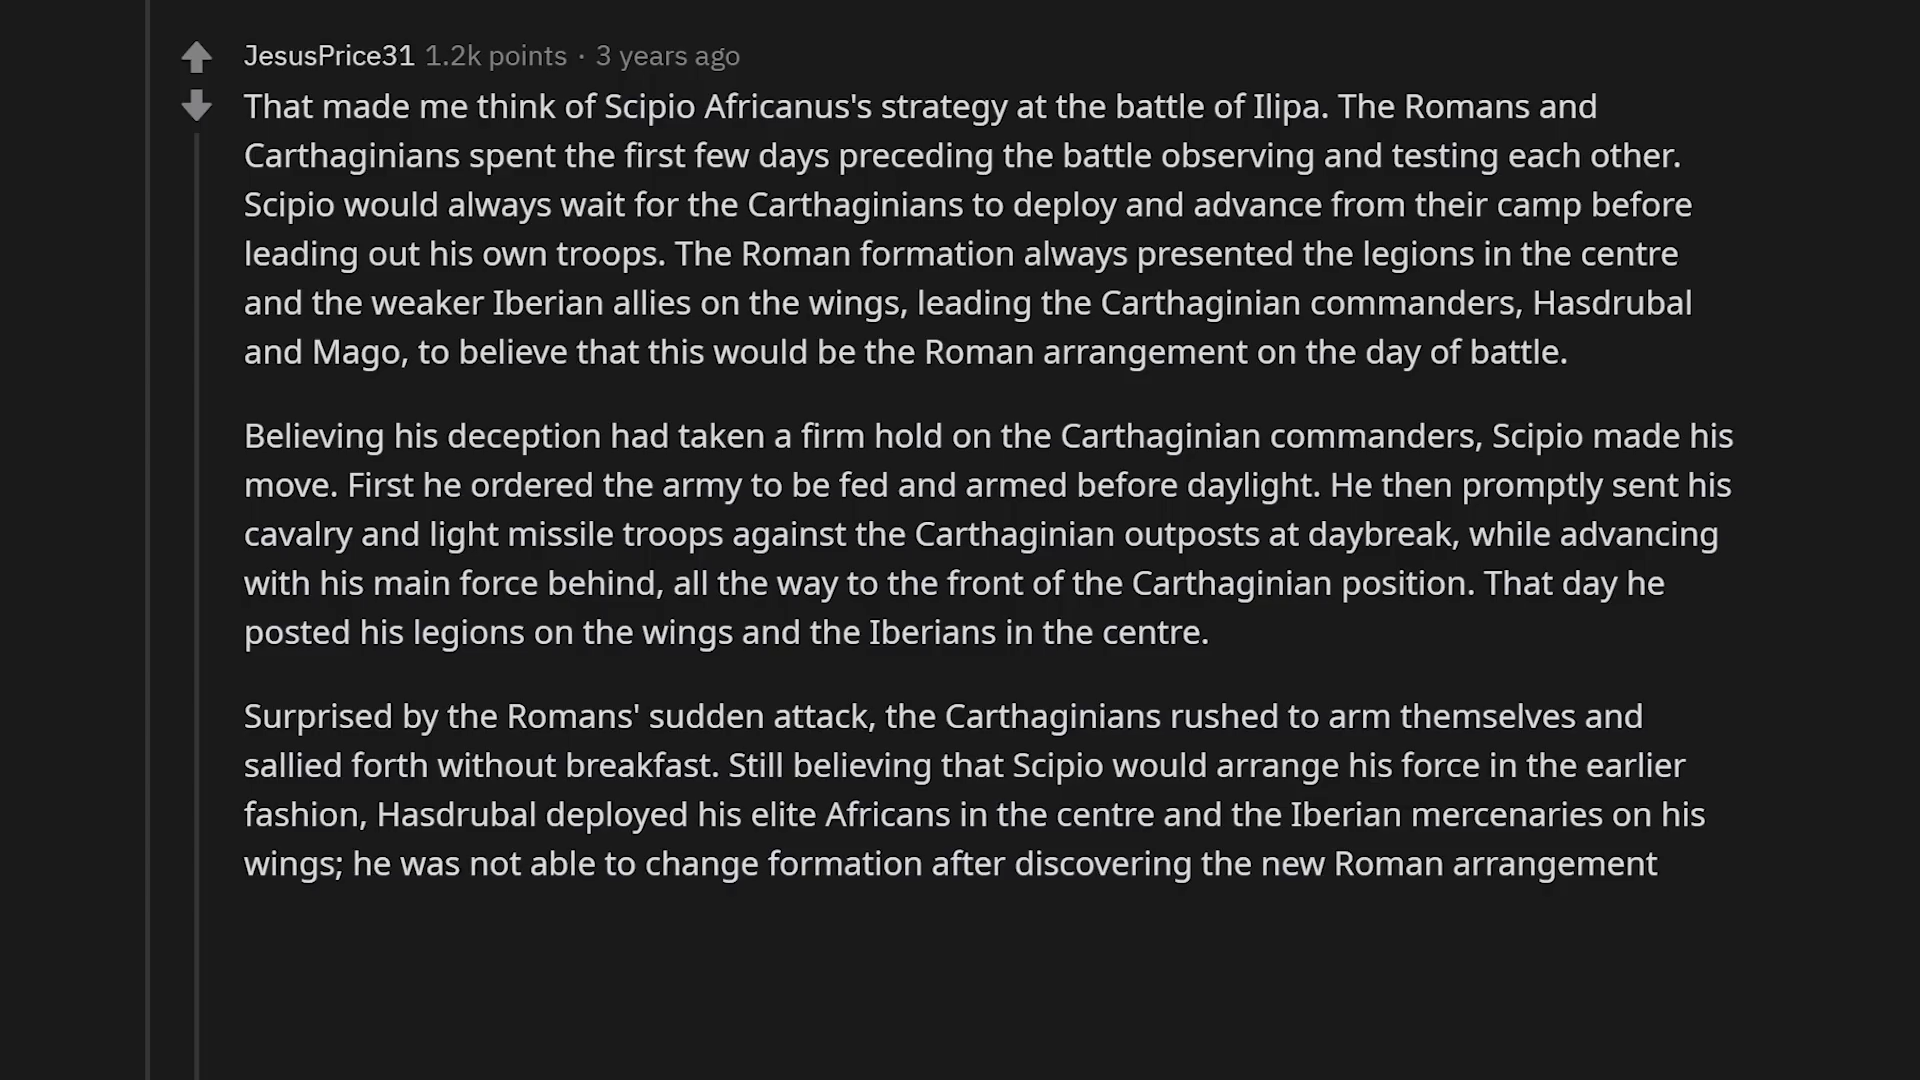 JesusPrice31 1.2k points · 3 years ago
That made me think of Scipio Africanus's strategy at the battle of Ilipa. The Romans and
Carthaginians spent the first few days preceding the battle observing and testing each other.
Scipio would always wait for the Carthaginians to deploy and advance from their camp before
leading out his own troops. The Roman formation always presented the legions in the centre
and the weaker Iberian allies on the wings, leading the Carthaginian commanders, Hasdrubal
and Mago, to believe that this would be the Roman arrangement on the day of battle.
Believing his deception had taken a firm hold on the Carthaginian commanders, Scipio made his
move. First he ordered the army to be fed and armed before daylight. He then promptly sent his
cavalry and light missile troops against the Carthaginian outposts at daybreak, while advancing
with his main force behind, all the way to the front of the Carthaginian position. That day he
posted his legions on the wings and the Iberians in the centre.
Surprised by the Romans' sudden attack, the Carthaginians rushed to arm themselves and
sallied forth without breakfast. Still believing that Scipio would arrange his force in the earlier
fashion, Hasdrubal deployed his elite Africans in the centre and the Iberian mercenaries on his
wings; he was not able to change formation after discovering the new Roman arrangement